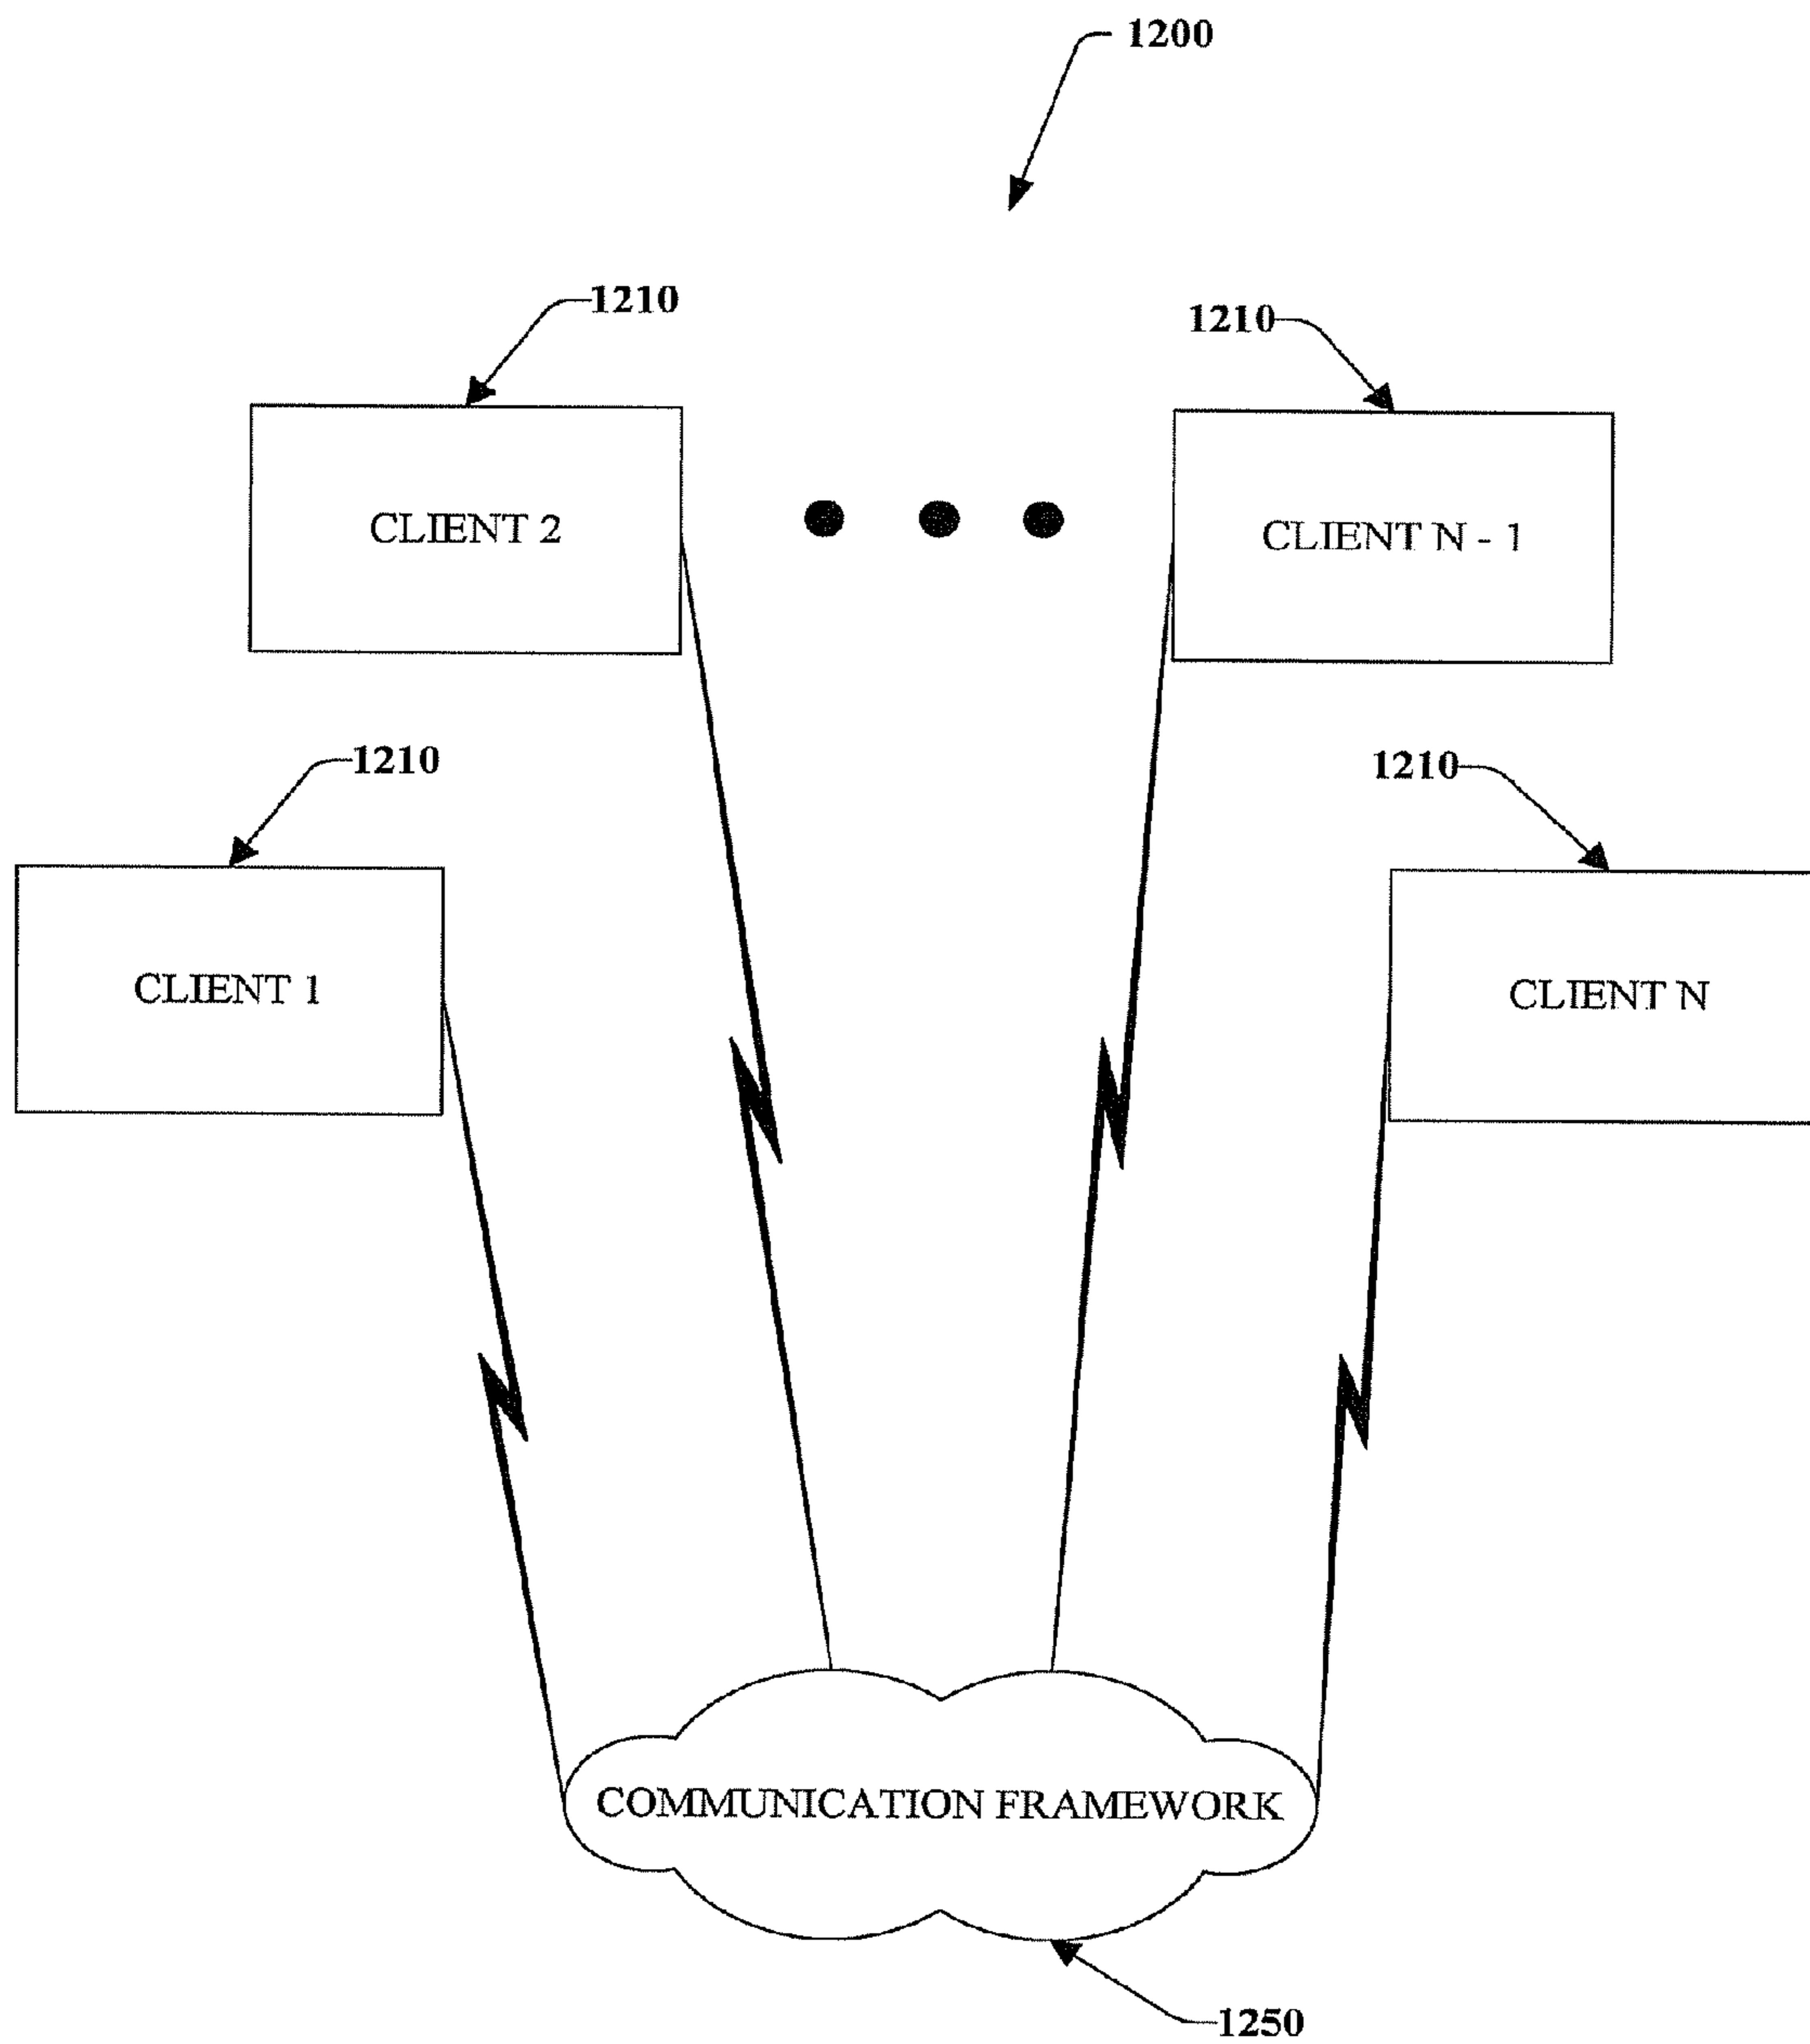 1200
1210
1210
CLIENT 2
CLIENT N - 1
1210
1210
CLIENT 1
CLIENT N
COMMUNICATION FRAMEWORK
1250